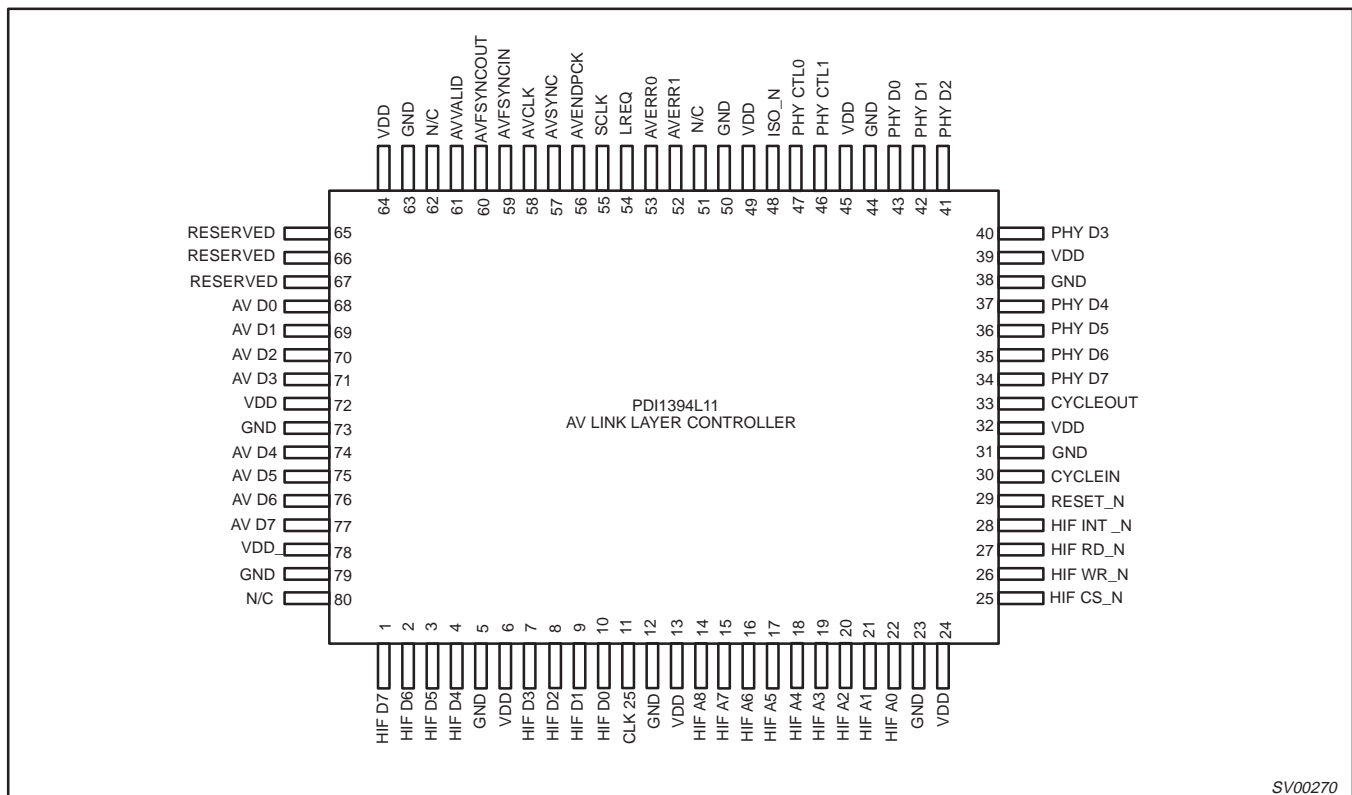 VDD
GND
N/C
AVVALID
AVFSYNCOUT
AVFSYNCIN
AVCLK
AVSYNC
AVENDPCK
SCLK
LREQ
AVERR0
AVERR1
N/C
GND
VDD
ISO_N
PHY CTL0
PHY CTL1
VDD
GND
PHY D0
PHY D1
PHY D2
64
63
62
61
60
59
58
57
56
55
54
53
52
51
50
49
48
47
46
45
44
43
42
41
RESERVED 65
RESERVED 66
RESERVED 67
AV D0 68
AV D1 69
AV D2 70
AV D3 71
VDD 72
GND 73
AV D4 74
AV D5 75
AV D6 76
AV D7 77
VDD_ 78
GND 79
N/C 80
PDI1394L11
AV LINK LAYER CONTROLLER
40 PHY D3
39 VDD
38 GND
37 PHY D4
36 PHY D5
35 PHY D6
34 PHY D7
33 CYCLEOUT
32 VDD
31 GND
30 CYCLEIN
29 RESET_N
28 HIF INT _N
27 HIF RD_N
26 HIF WR_N
25 HIF CS_N
1
2
3
4
5
6
7
8
9
10
11
12
13
14
15
16
17
18
19
20
21
22
23
24
HIF D7
HIF D6
HIF D5
HIF D4
GND
VDD
HIF D3
HIF D2
HIF D1
HIF D0
CLK 25
GND
VDD
HIF A8
HIF A7
HIF A6
HIF A5
HIF A4
HIF A3
HIF A2
HIF A1
HIF A0
GND
VDD
SV00270